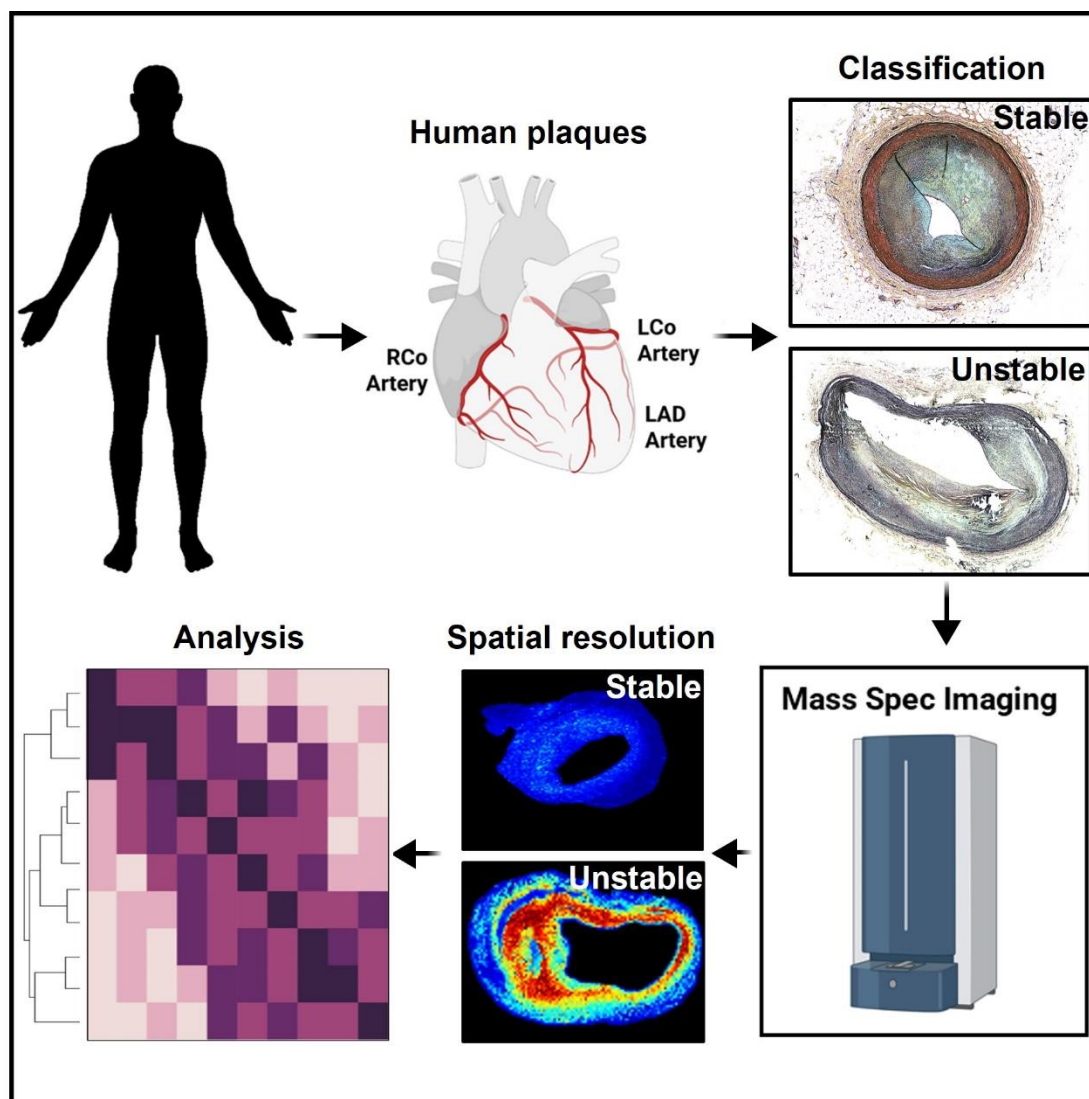 Classification
Stable
Human plaques
RCo
Artery
LCo
Artery
LAD
Artery
Unstable
Analysis
Spatial resolution
Stable
Unstable
Mass Spec Imaging